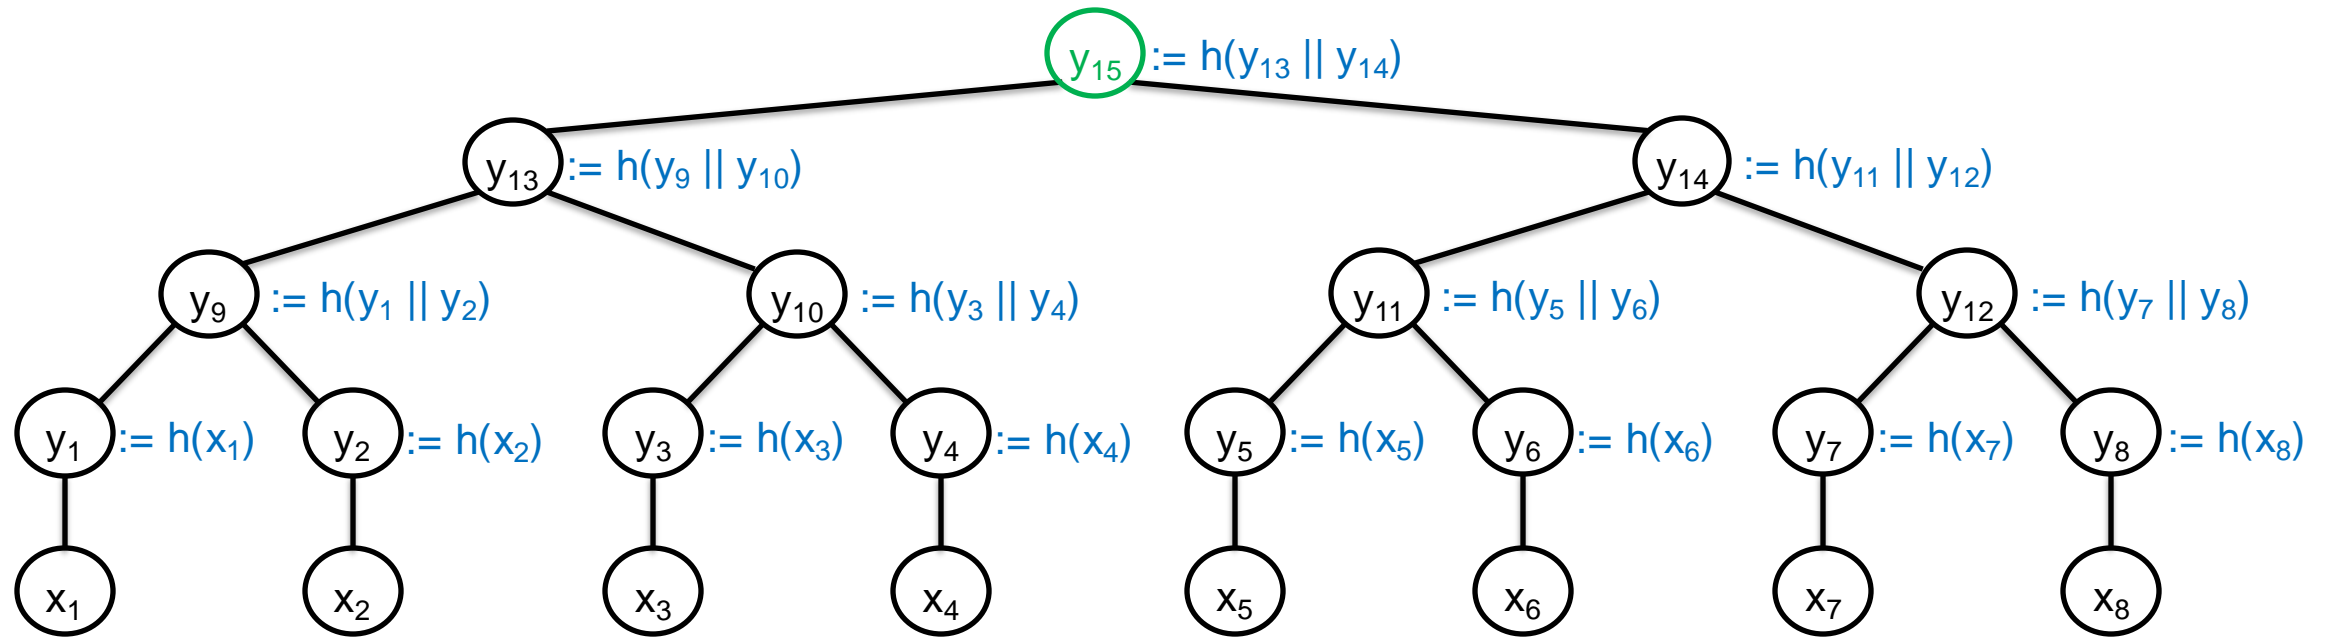 y₁₅ := h(y₁₃ || y₁₄)
y₁₃ := h(y₉ || y₁₀) y₁₄ := h(y₁₁ || y₁₂)
y₉ := h(y₁ || y₂) y₁₀ := h(y₃ || y₄) y₁₁ := h(y₅ || y₆) y₁₂ := h(y₇ || y₈)
y₁ := h(x₁) y₂ := h(x₂) y₃ := h(x₃) y₄ := h(x₄) y₅ := h(x₅) y₆ := h(x₆) y₇ := h(x₇) y₈ := h(x₈)
x₁ x₂ x₃ x₄ x₅ x₆ x₇ x₈